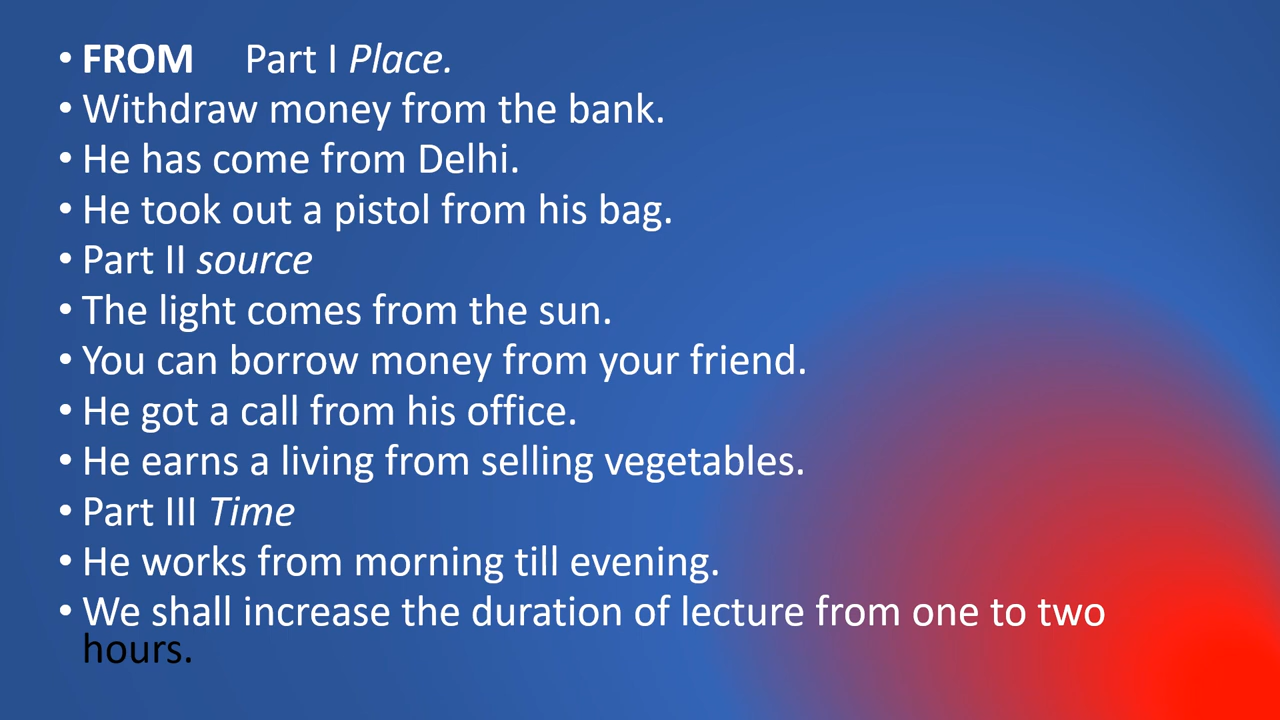 • FROM Part I Place.
• Withdraw money from the bank.
• He has come from Delhi.
• He took out a pistol from his bag.
• Part II source
• The light comes from the sun.
• You can borrow money from your friend.
• He got a call from his office.
• He earns a living from selling vegetables.
• Part III Time
• He works from morning till evening.
• We shall increase the duration of lecture from one to two
hours.